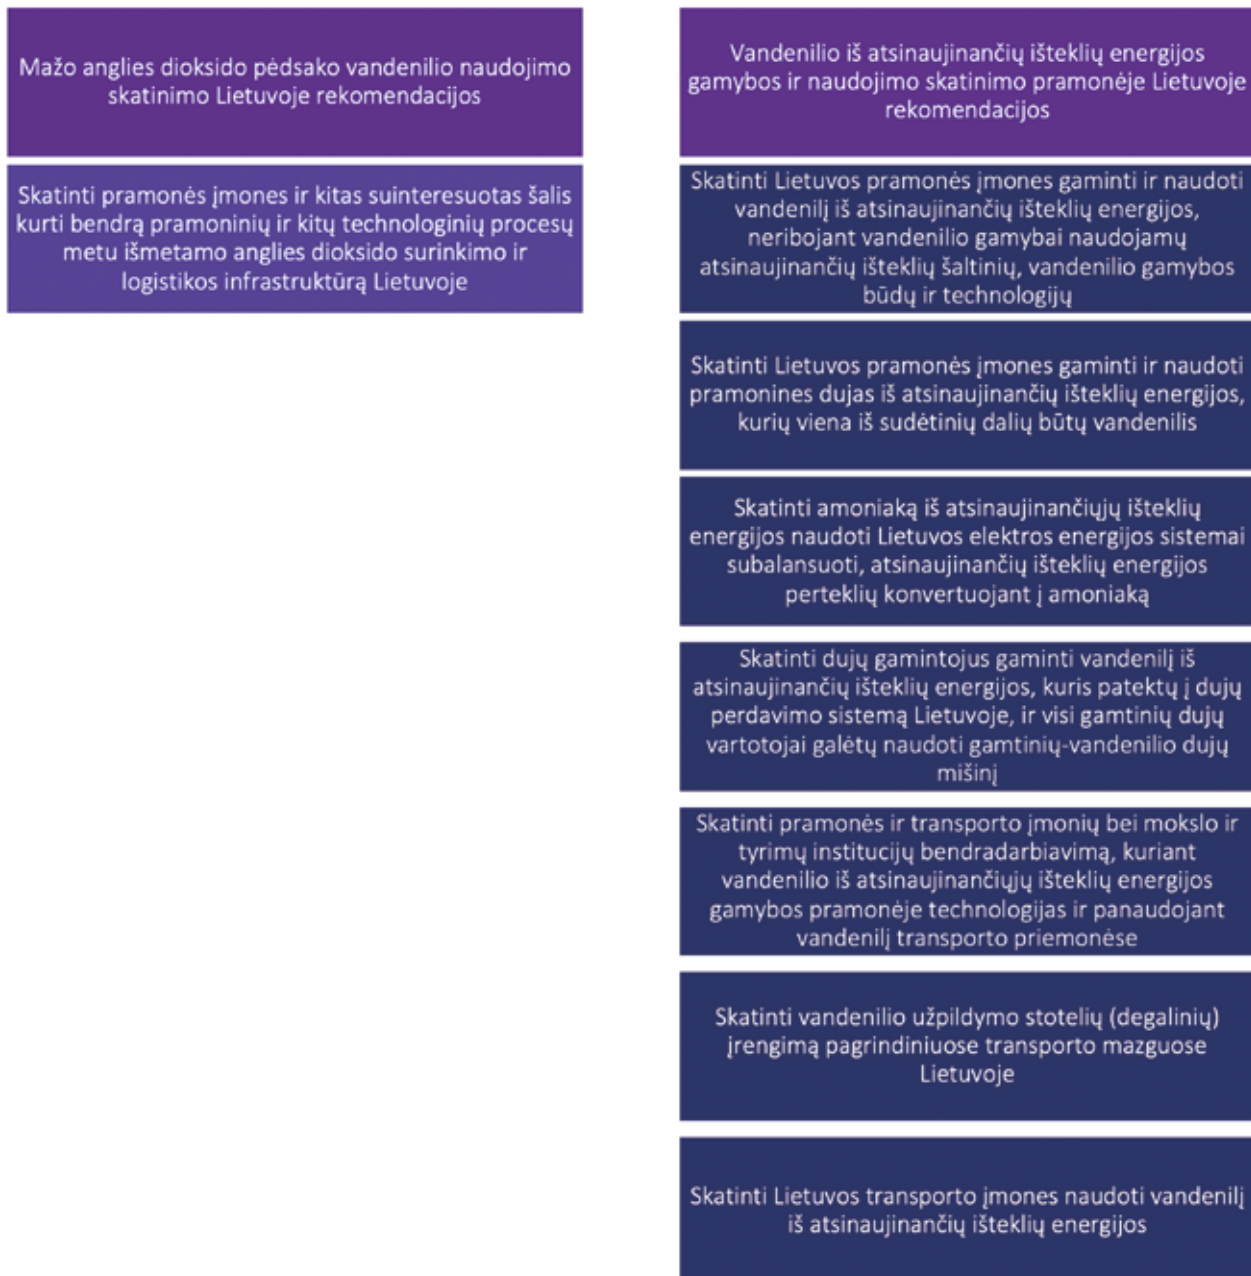 Mažo anglies dioksido pėdsako vandenilio naudojimo
skatinimo Lietuvoje rekomendacijos
Skatinti pramonės įmones ir kitas suinteresuotas šalis
kurti bendrą pramoninių ir kitų technologinių procesų
metu išmetamo anglies dioksido surinkimo ir
logistikos infrastruktūrą Lietuvoje
Vandenilio iš atsinaujinančių išteklių energijos
gamybos ir naudojimo skatinimo pramonėje Lietuvoje
rekomendacijos
Skatinti Lietuvos pramonės įmones gaminti ir naudoti
vandenilį iš atsinaujinančių išteklių energijos,
neribojant vandenilio gamybai naudojamų
atsinaujinančių išteklių šaltinių, vandenilio gamybos
būdų ir technologijų
Skatinti Lietuvos pramonės įmones gaminti ir naudoti
pramonines dujas iš atsinaujinančių išteklių energijos,
kurių viena iš sudėtinių dalių būtų vandenilis
Skatinti amoniaką iš atsinaujinančiųjų išteklių
energijos naudoti Lietuvos elektros energijos sistemai
subalansuoti, atsinaujinančių išteklių energijos
perteklių konvertuojant į amoniaką
Skatinti dujų gamintojus gaminti vandenilį iš
atsinaujinančių išteklių energijos, kuris patektų į dujų
perdavimo sistemą Lietuvoje, ir visi gamtinių dujų
vartotojai galėtų naudoti gamtinių-vandenilio dujų
mišinį
Skatinti pramonės ir transporto įmonių bei mokslo ir
tyrimų institucijų bendradarbiavimą, kuriant
vandenilio iš atsinaujinančiųjų išteklių energijos
gamybos pramonėje technologijas ir panaudojant
vandenilį transporto priemonėse
Skatinti vandenilio užpildymo stotelių (degalinių)
įrengimą pagrindiniuose transporto mazguose
Lietuvoje
Skatinti Lietuvos transporto įmones naudoti vandenilį
iš atsinaujinančių išteklių energijos